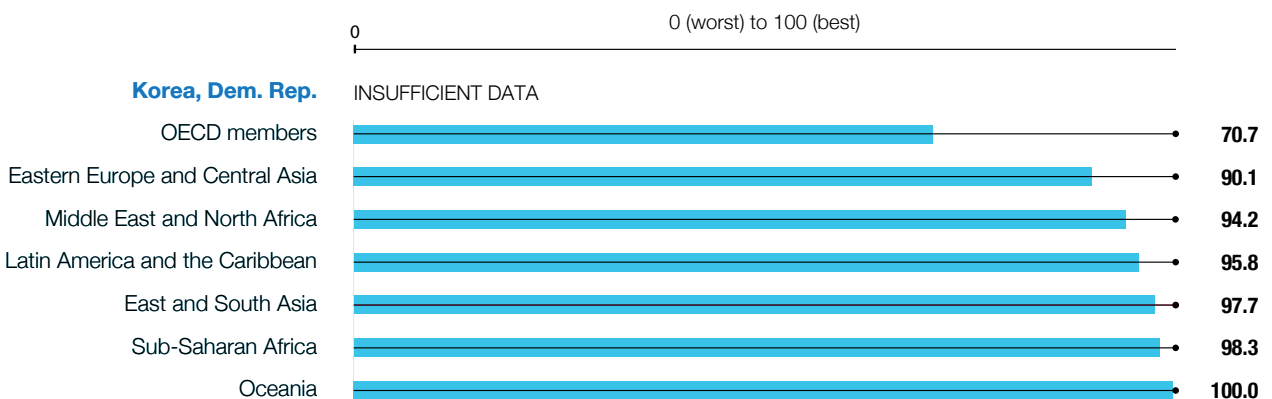 0 (worst) to 100 (best)
0
Korea, Dem. Rep. INSUFFICIENT DATA
OECD members 70.7
Eastern Europe and Central Asia 90.1
Middle East and North Africa 94.2
Latin America and the Caribbean 95.8
East and South Asia 97.7
Sub-Saharan Africa 98.3
Oceania 100.0